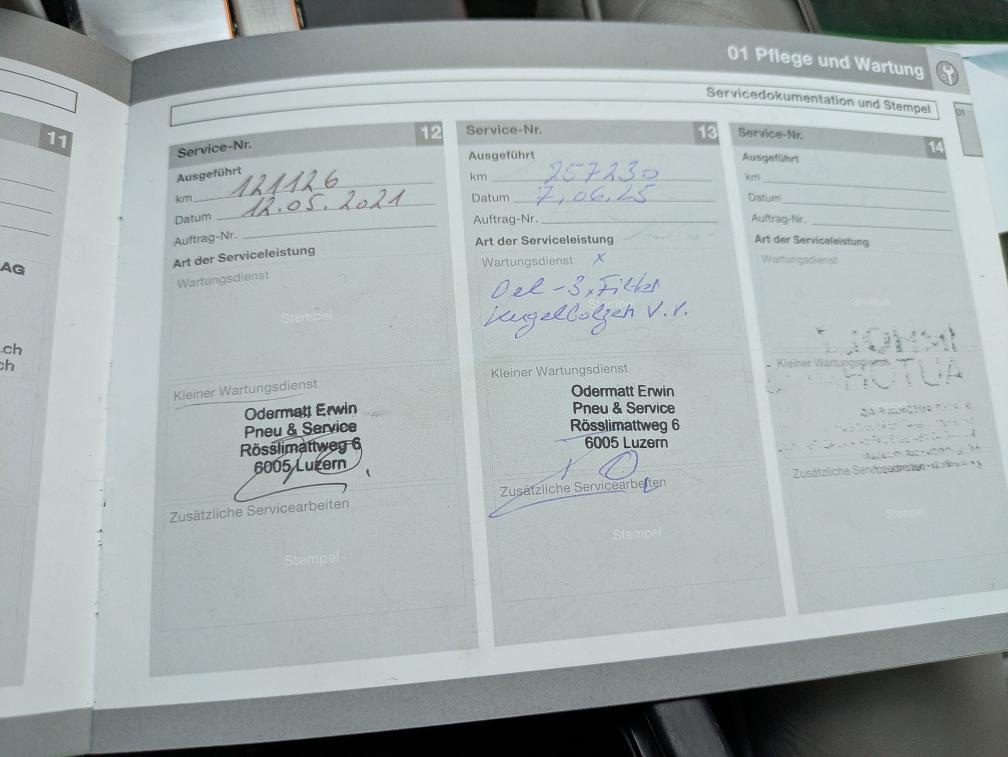 01 Pflege und Wartung
Servicedokumentation und Stempel
01
11
AG
.ch
ch
Service-Nr. 12
Ausgeführt
km 121126
Datum 12.05.2021
Auftrag-Nr.
Art der Serviceleistung
Wartungsdienst
Stempel
Kleiner Wartungsdienst
Odermatt Erwin
Pneu & Service
Rösslimattweg 6
6005 Luzern
Zusätzliche Servicearbeiten
Stempel
Service-Nr. 13
Ausgeführt
km 257230
Datum 7.06.25
Auftrag-Nr.
Art der Serviceleistung
Wartungsdienst x
Stempel
Oel - 3x Filter
Kugelbolzen v. V.
Kleiner Wartungsdienst
Odermatt Erwin
Pneu & Service
Rösslimattweg 6
6005 Luzern
Zusätzliche Servicearbeiten
Stempel
Service-Nr. 14
Ausgeführt
km
Datum
Auftrag-Nr.
Art der Serviceleistung
Wartungsdienst
Stempel
Kleiner Wartungsdienst
Zusätzliche Servicearbeiten
Stempel